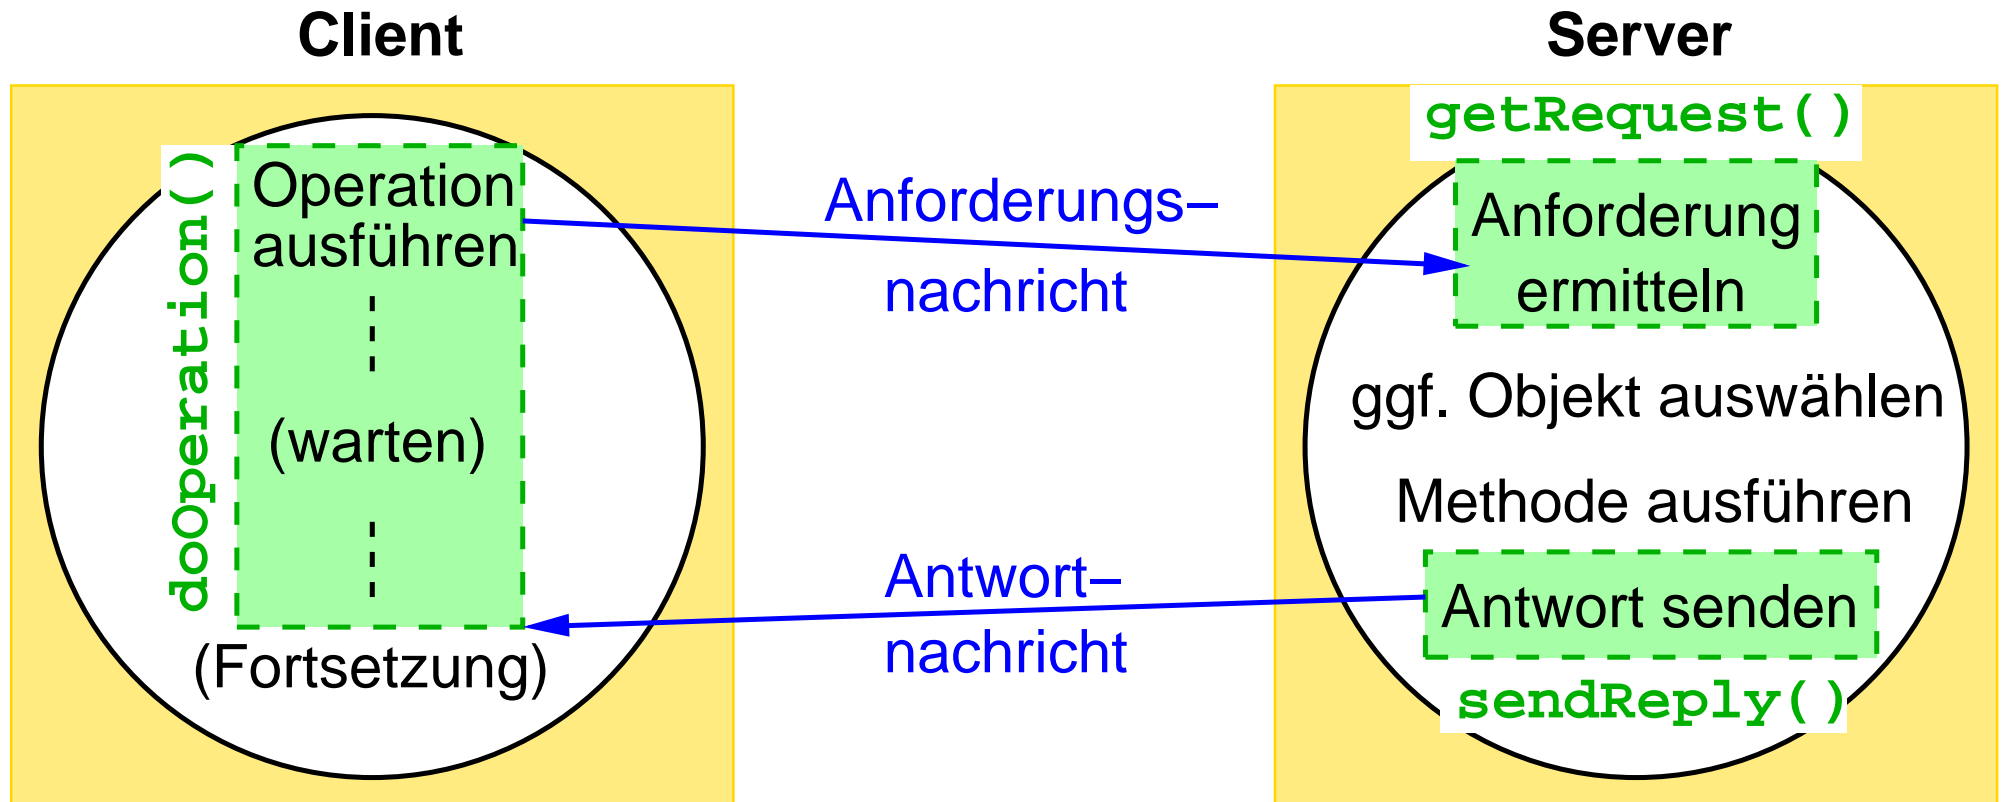 Client
doOperation()
Operation
ausführen
(warten)
(Fortsetzung)
Anforderungs–
nachricht
Antwort–
nachricht
Server
getRequest()
Anforderung
ermitteln
ggf. Objekt auswählen
Methode ausführen
Antwort senden
sendReply()